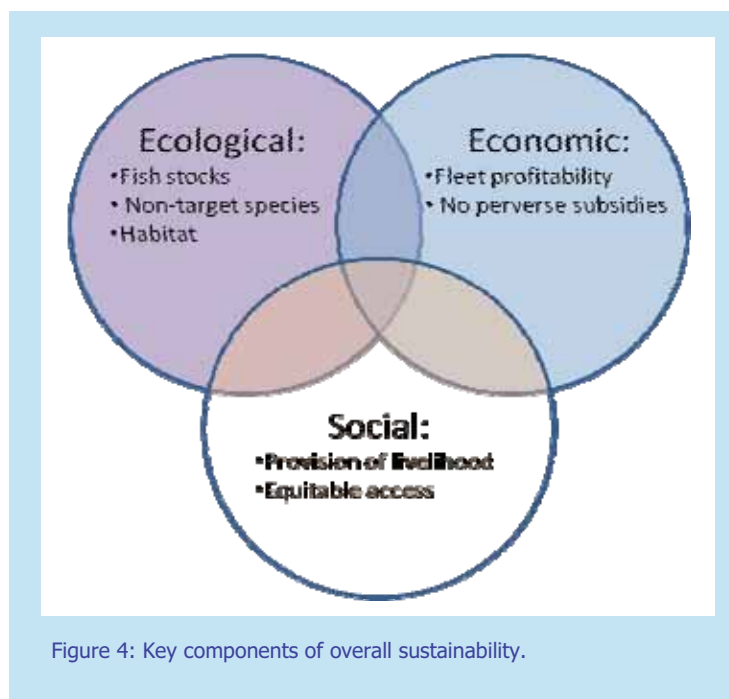 Ecological:
•Fish stocks
• Non-target species
•Habitat
Economic:
•Fleet profitability
• No perverse subsidies
Social:
•Provision of livelihood
•Equitable access
Figure 4: Key components of overall sustainability.